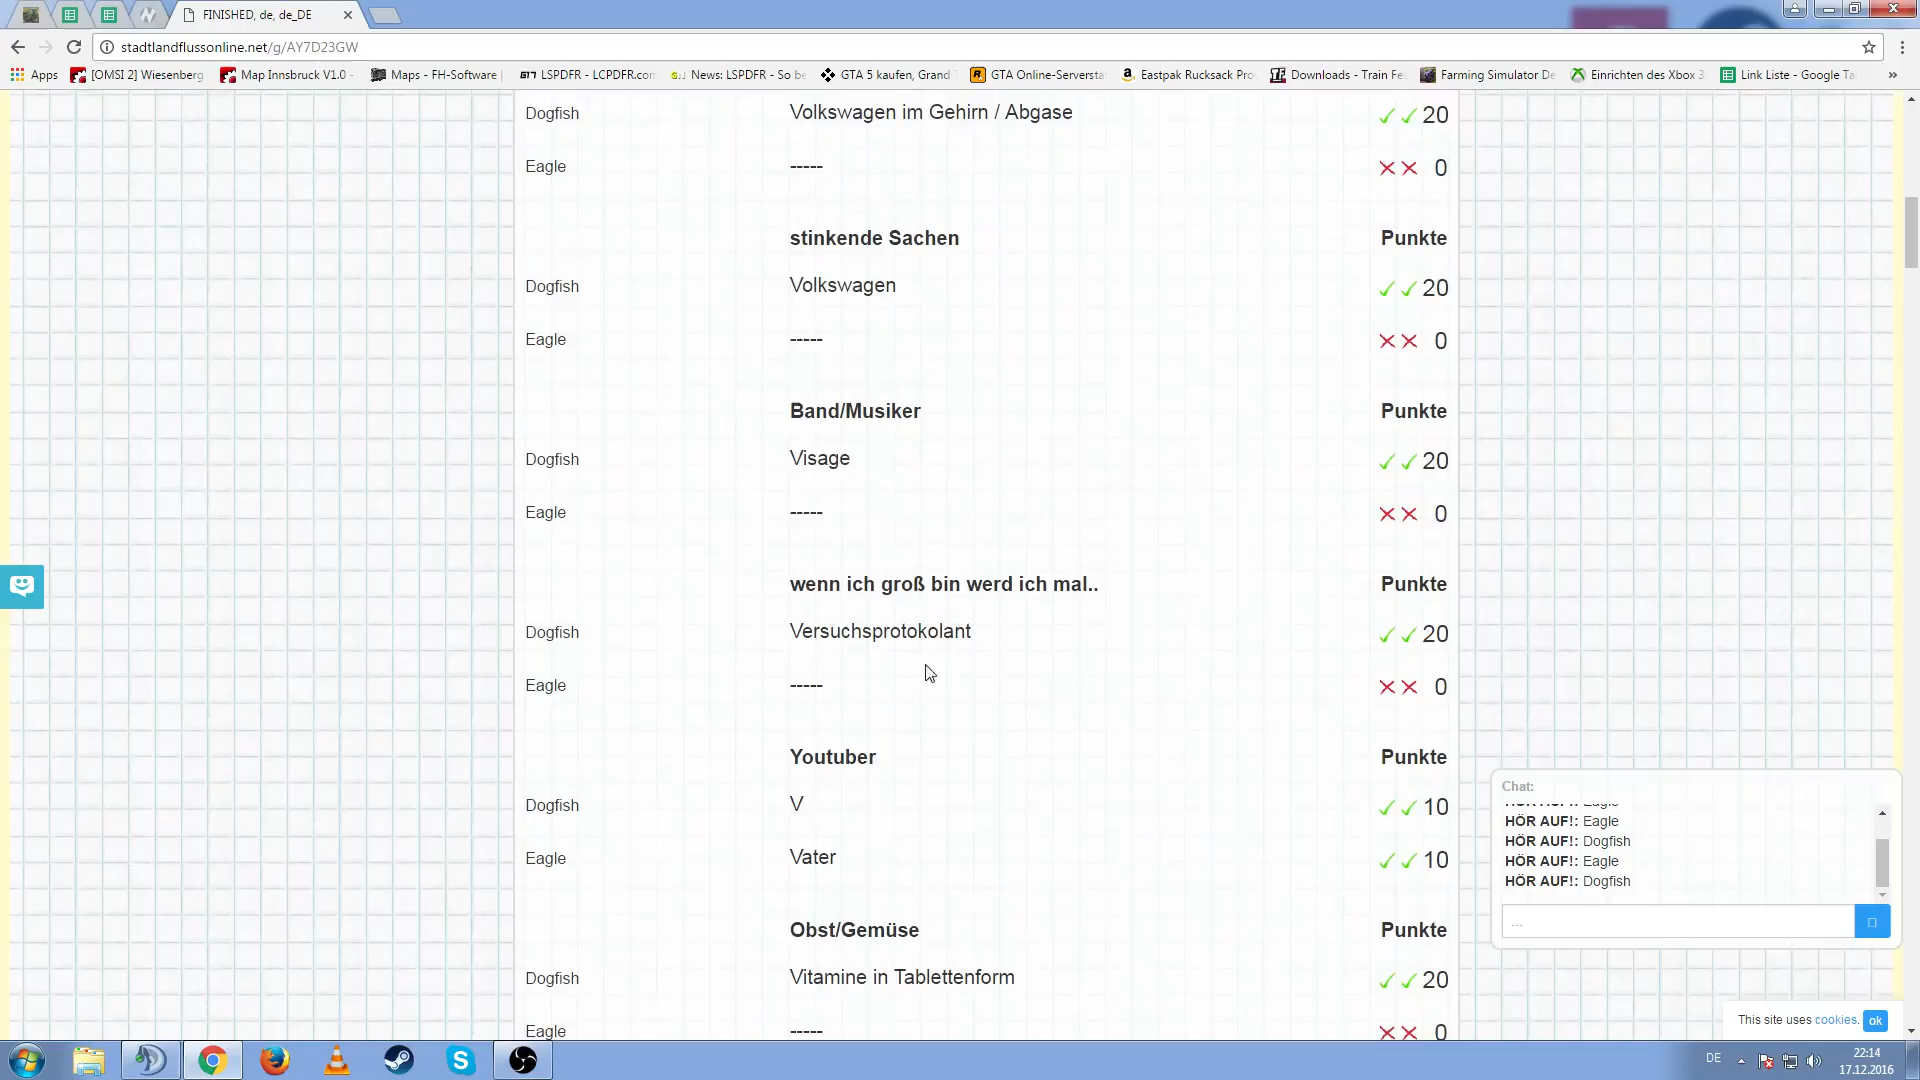 FINISHED, de, de_DE
stadtlandflussonline.net/g/AY7D23GW
Apps [OMSI 2] Wiesenberg Map Innsbruck V1.0 - Maps - FH-Software LSPDFR - LCPDFR.com News: LSPDFR - So be GTA 5 kaufen, Grand GTA Online-Serverst Eastpak Rucksack Pro Downloads - Train Fe Farming Simulator De Einrichten des Xbox 3 Link Liste - Google Ta »
Dogfish Volkswagen im Gehirn / Abgase 20
Eagle ----- 0
stinkende Sachen Punkte
Dogfish Volkswagen 20
Eagle ----- 0
Band/Musiker Punkte
Dogfish Visage 20
Eagle ----- 0
wenn ich groß bin werd ich mal.. Punkte
Dogfish Versuchsprotokolant 20
Eagle ----- 0
Youtuber Punkte
Dogfish V 10
Eagle Vater 10
Obst/Gemüse Punkte
Dogfish Vitamine in Tablettenform 20
Eagle ----- 0
Chat:
HÖR AUF!: Eagle
HÖR AUF!: Eagle
HÖR AUF!: Dogfish
HÖR AUF!: Eagle
HÖR AUF!: Dogfish
...
This site uses cookies. ok
DE
22:14
17.12.2016